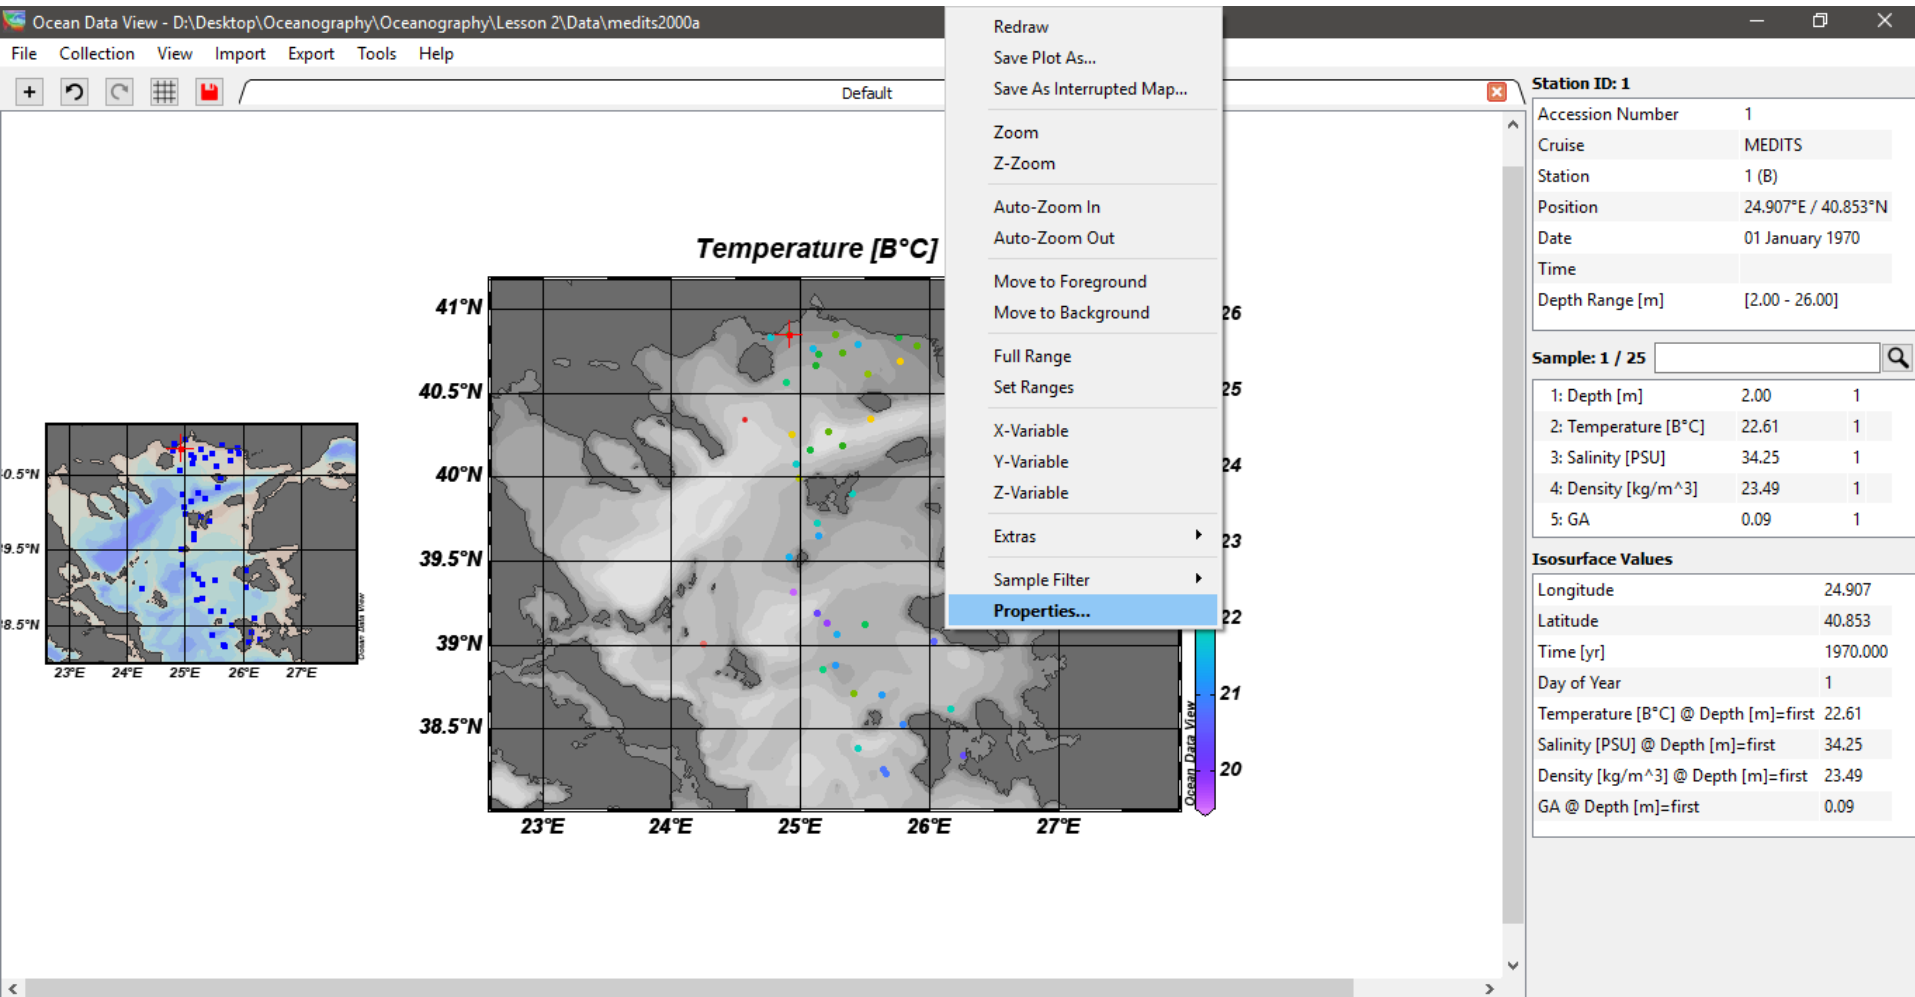 Ocean Data View - D:\Desktop\Oceanography\Oceanography\Lesson 2\Data\medits2000a
File Collection View Import Export Tools Help
Default
Temperature [B°C]
41°N
40.5°N
40°N
39.5°N
39°N
38.5°N
23°E 24°E 25°E 26°E 27°E
26
25
24
23
22
21
20
Ocean Data View
0.5°N
9.5°N
8.5°N
23°E 24°E 25°E 26°E 27°E
Ocean Data View
Redraw
Save Plot As...
Save As Interrupted Map...
Zoom
Z-Zoom
Auto-Zoom In
Auto-Zoom Out
Move to Foreground
Move to Background
Full Range
Set Ranges
X-Variable
Y-Variable
Z-Variable
Extras
Sample Filter
Properties...
Station ID: 1
Accession Number 1
Cruise MEDITS
Station 1 (B)
Position 24.907°E / 40.853°N
Date 01 January 1970
Time
Depth Range [m] [2.00 - 26.00]
Sample: 1 / 25
1: Depth [m] 2.00 1
2: Temperature [B°C] 22.61 1
3: Salinity [PSU] 34.25 1
4: Density [kg/m^3] 23.49 1
5: GA 0.09 1
Isosurface Values
Longitude 24.907
Latitude 40.853
Time [yr] 1970.000
Day of Year 1
Temperature [B°C] @ Depth [m]=first 22.61
Salinity [PSU] @ Depth [m]=first 34.25
Density [kg/m^3] @ Depth [m]=first 23.49
GA @ Depth [m]=first 0.09